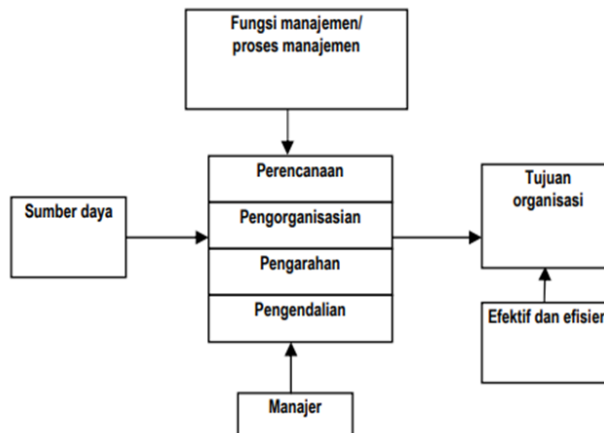 Fungsi manajemen/
proses manajemen
Perencanaan
Pengorganisasian
Pengarahan
Pengendalian
Sumber daya
Tujuan
organisasi
Efektif dan efisien
Manajer